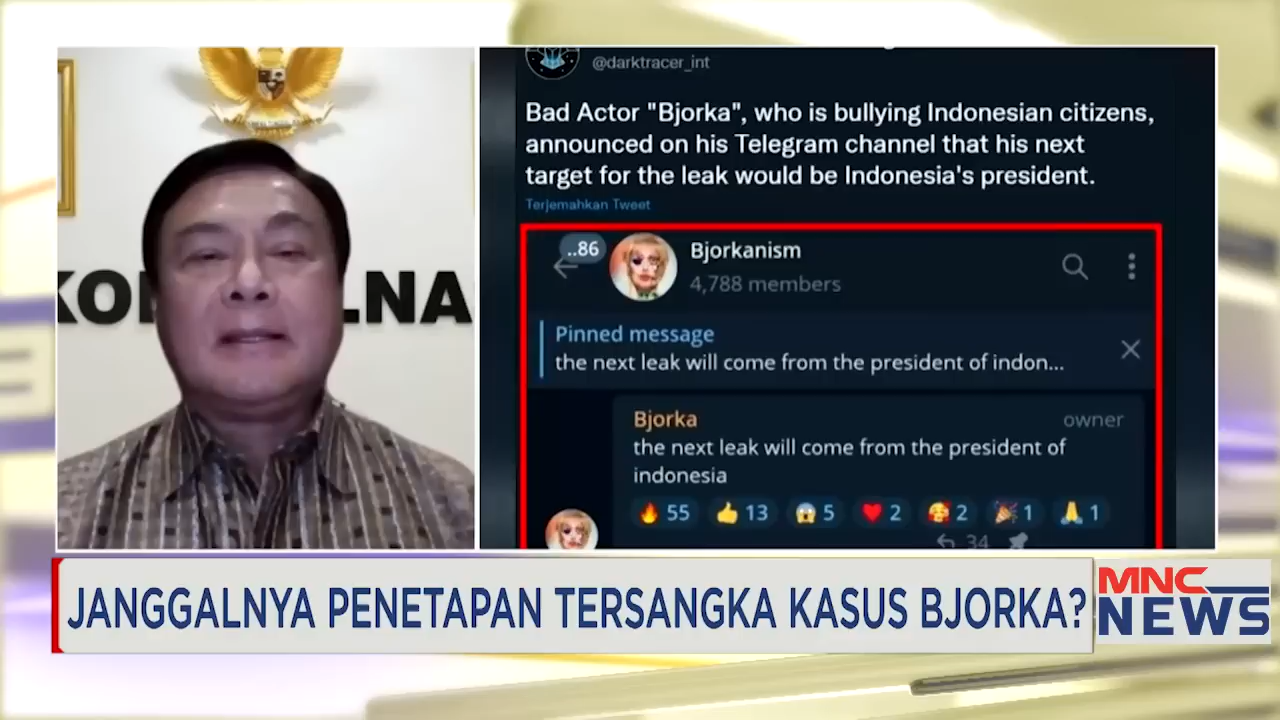 @darktracer_int
Bad Actor "Bjorka", who is bullying Indonesian citizens,
announced on his Telegram channel that his next
target for the leak would be Indonesia's president.
Terjemahkan Tweet
..86
Bjorkanism
4,788 members
Pinned message
the next leak will come from the president of indon...
Bjorka
owner
the next leak will come from the president of
indonesia
55 13 5 2 2 1 1
34
LNA
JANGGALNYA PENETAPAN TERSANGKA KASUS BJORKA?
MNC
NEWS